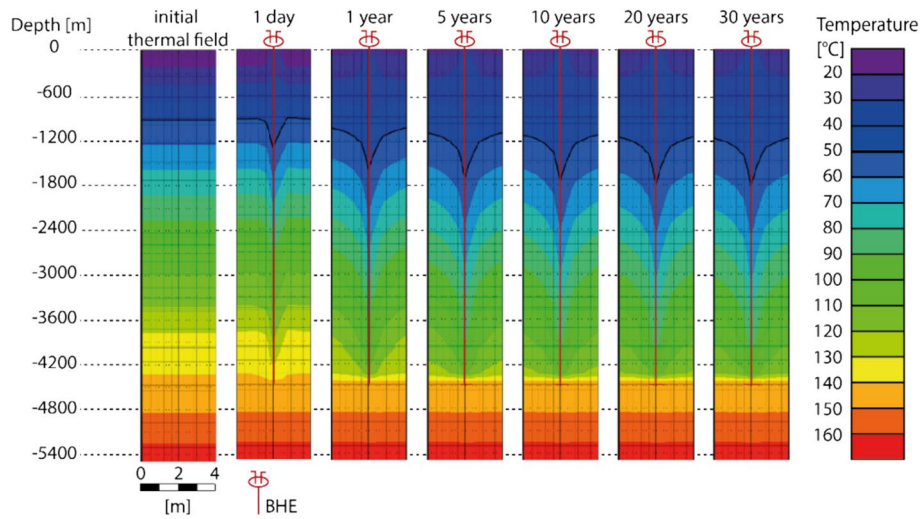 Depth [m]
initial
thermal field
1 day
1 year
5 years
10 years
20 years
30 years
Temperature
[°C]
0
-600
-1200
-1800
-2400
-3000
-3600
-4200
-4800
-5400
20
30
40
50
60
70
80
90
100
110
120
130
140
150
160
0 2 4
[m]
BHE